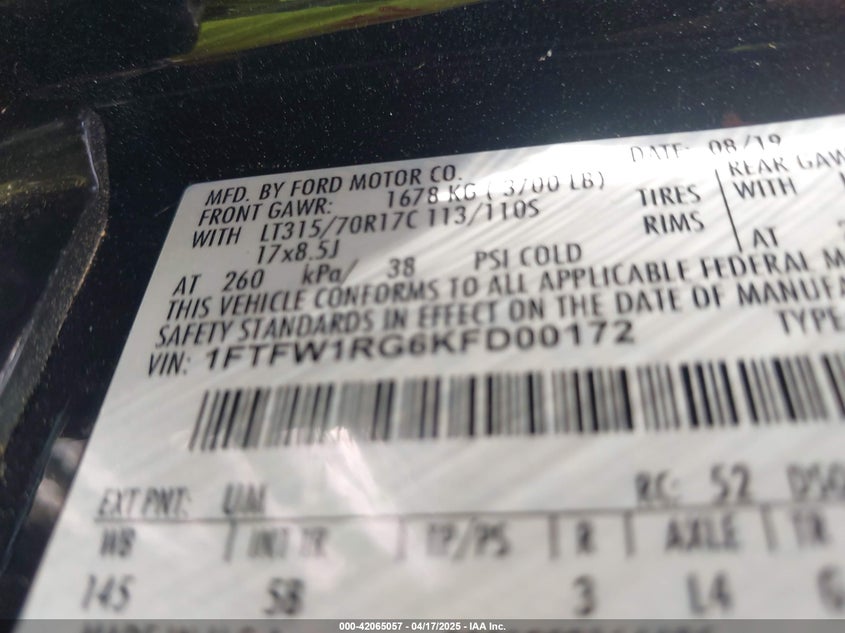 MFD. BY FORD MOTOR CO.
DATE: 08/19
FRONT GAWR: 1678 KG ( 3700 LB)
REAR GAW
WITH LT315/70R17C 113/110S TIRES
WITH
17x8.5J RIMS
AT 260 kPa/ 38 PSI COLD
AT
THIS VEHICLE CONFORMS TO ALL APPLICABLE FEDERAL M
SAFETY STANDARDS IN EFFECT ON THE DATE OF MANUFA
VIN: 1FTFW1RG6KFD00172
TYPE
EXT PNT: UM
RC: 52 DSO
WB INT TR TP/PS R AXLE TR
145 SB 3 L4 G
000-42065057 - 04/17/2025 - IAA Inc.